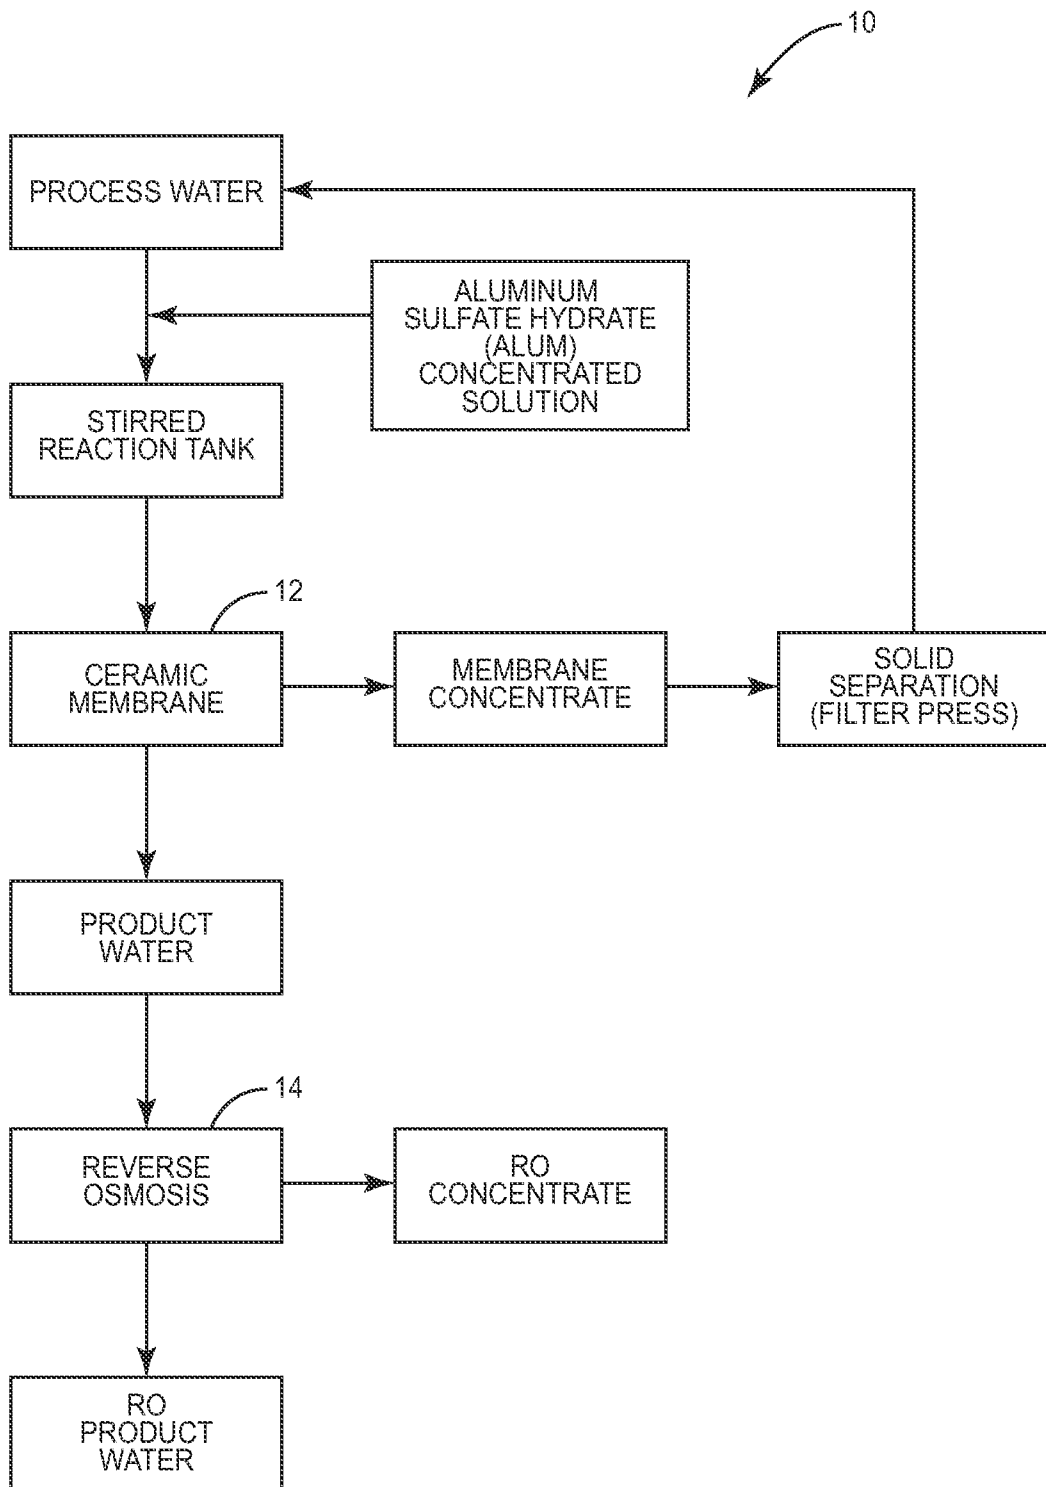 10
PROCESS WATER
ALUMINUM
SULFATE HYDRATE
(ALUM)
CONCENTRATED
SOLUTION
STIRRED
REACTION TANK
12
CERAMIC
MEMBRANE
MEMBRANE
CONCENTRATE
SOLID
SEPARATION
(FILTER PRESS)
PRODUCT
WATER
14
REVERSE
OSMOSIS
RO
CONCENTRATE
RO
PRODUCT
WATER